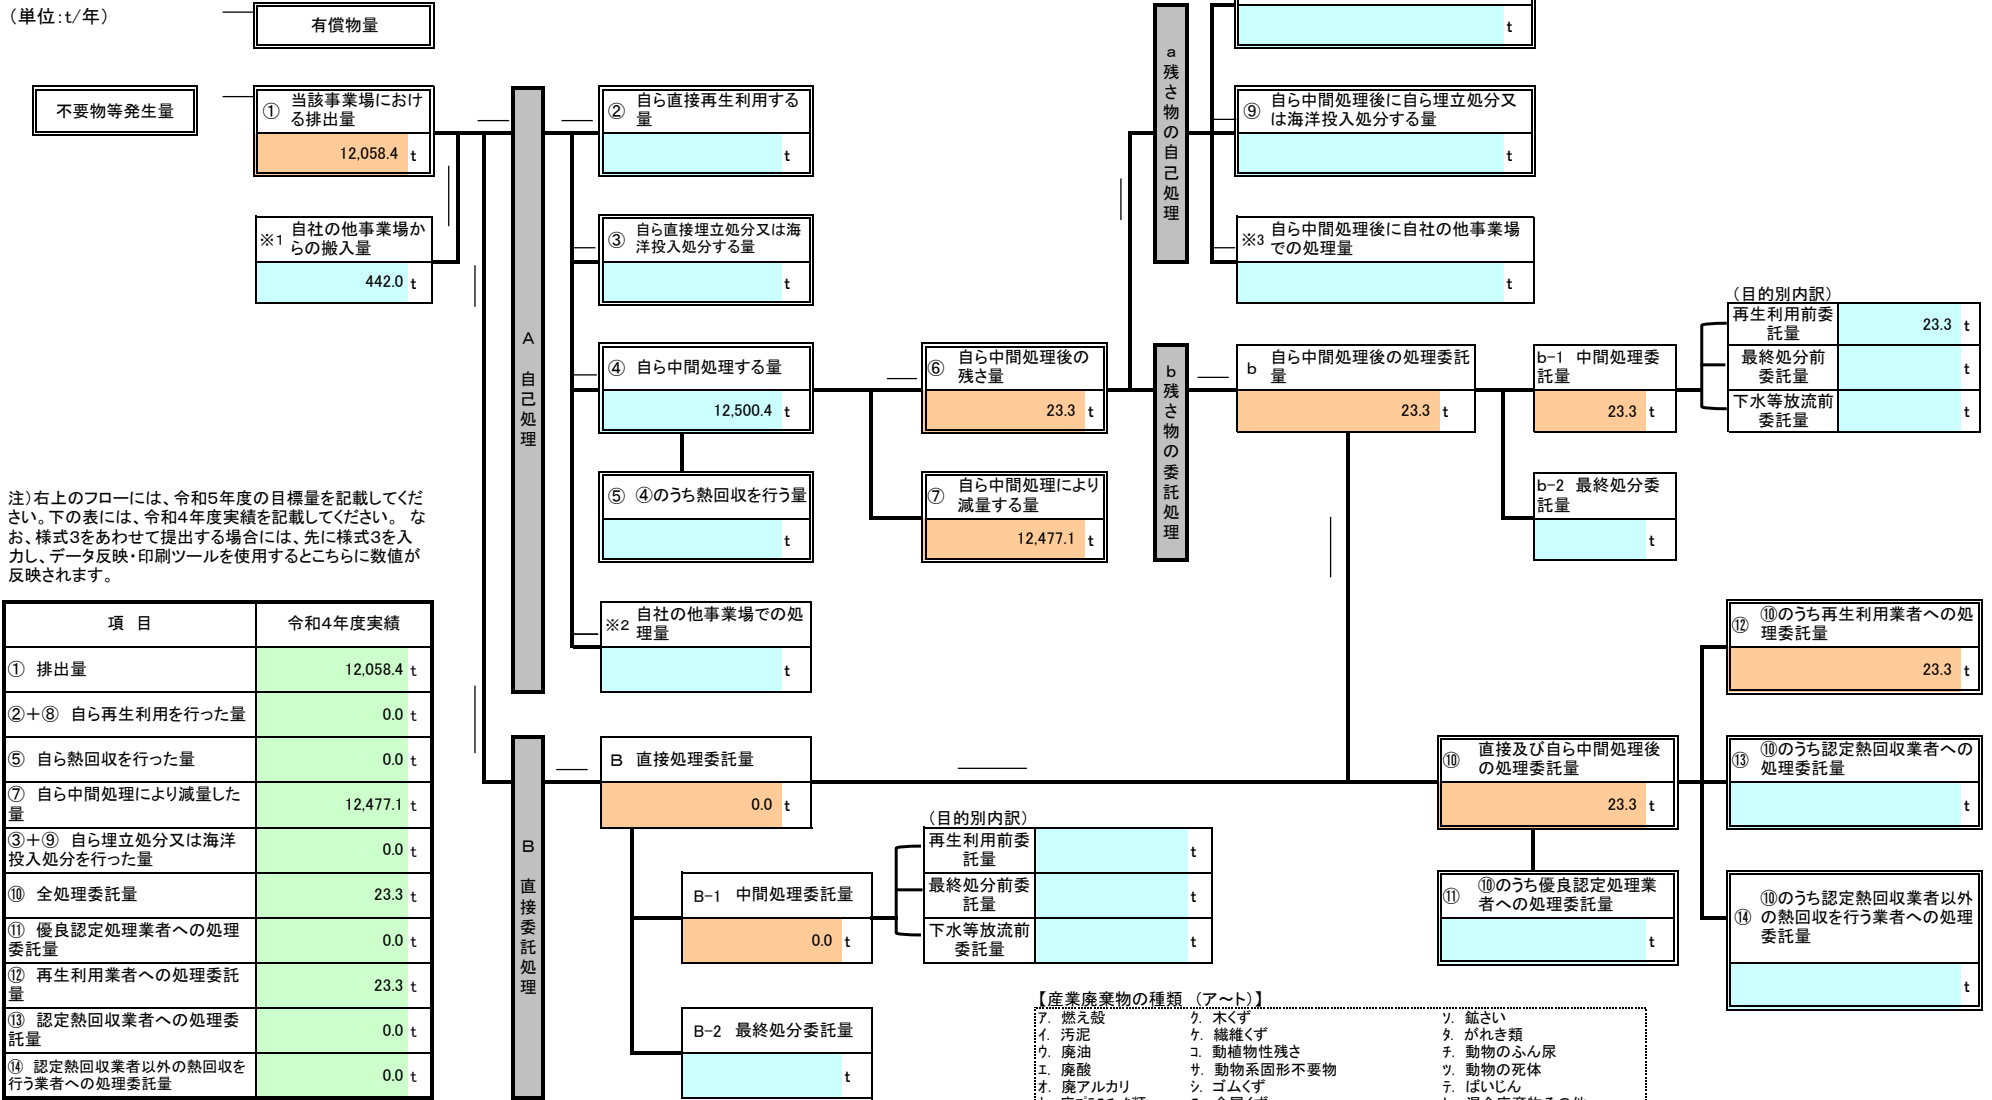 （単位:t/年）
有償物量
t
不要物等発生量
① 当該事業場におけ
る排出量
12,058.4 t
※1 自社の他事業場か
らの搬入量
442.0 t
A 自己処理
② 自ら直接再生利用する
量
t
③ 自ら直接埋立処分又は海
洋投入処分する量
t
④ 自ら中間処理する量
12,500.4 t
⑤ ④のうち熱回収を行う量
t
※2 自社の他事業場での処
理量
t
⑥ 自ら中間処理後の
残さ量
23.3 t
⑦ 自ら中間処理により
減量する量
12,477.1 t
a 残さ物の自己処理
⑨ 自ら中間処理後に自ら埋立処分又
は海洋投入処分する量
t
※3 自ら中間処理後に自社の他事業場
での処理量
t
b 残さ物の委託処理
b 自ら中間処理後の処理委託
量
23.3 t
b-1 中間処理委
託量
23.3 t
b-2 最終処分委
託量
t
（目的別内訳）
再生利用前委
託量
23.3 t
最終処分前
委託量
t
下水等放流前
委託量
t
注）右上のフローには、令和5年度の目標量を記載してくだ
さい。下の表には、令和4年度実績を記載してください。 な
お、様式3をあわせて提出する場合には、先に様式3を入
力し、データ反映・印刷ツールを使用するとこちらに数値が
反映されます。
項 目 令和4年度実績
① 排出量 12,058.4 t
②＋⑧ 自ら再生利用を行った量 0.0 t
⑤ 自ら熱回収を行った量 0.0 t
⑦ 自ら中間処理により減量した
量 12,477.1 t
③＋⑨ 自ら埋立処分又は海洋
投入処分を行った量 0.0 t
⑩ 全処理委託量 23.3 t
⑪ 優良認定処理業者への処理
委託量 0.0 t
⑫ 再生利用業者への処理委託
量 23.3 t
⑬ 認定熱回収業者への処理委
託量 0.0 t
⑭ 認定熱回収業者以外の熱回収を
行う業者への処理委託量 0.0 t
B 直接委託処理
B 直接処理委託量
0.0 t
B-1 中間処理委託量
0.0 t
B-2 最終処分委託量
t
（目的別内訳）
再生利用前委
託量
t
最終処分前委
託量
t
下水等放流前
委託量
t
⑩ 直接及び自ら中間処理後
の処理委託量
23.3 t
⑪ ⑩のうち優良認定処理業
者への処理委託量
t
⑫ ⑩のうち再生利用業者への処
理委託量
23.3 t
⑬ ⑩のうち認定熱回収業者への
処理委託量
t
⑭ ⑩のうち認定熱回収業者以外
の熱回収を行う業者への処理
委託量
t
【産業廃棄物の種類 （ア～ト）】
ア. 燃え殻 ク. 木くず ソ. 鉱さい
イ. 汚泥 ケ. 繊維くず タ. がれき類
ウ. 廃油 コ. 動植物性残さ チ. 動物のふん尿
エ. 廃酸 サ. 動物系固形不要物 ツ. 動物の死体
オ. 廃アルカリ シ. ゴムくず テ. ばいじん